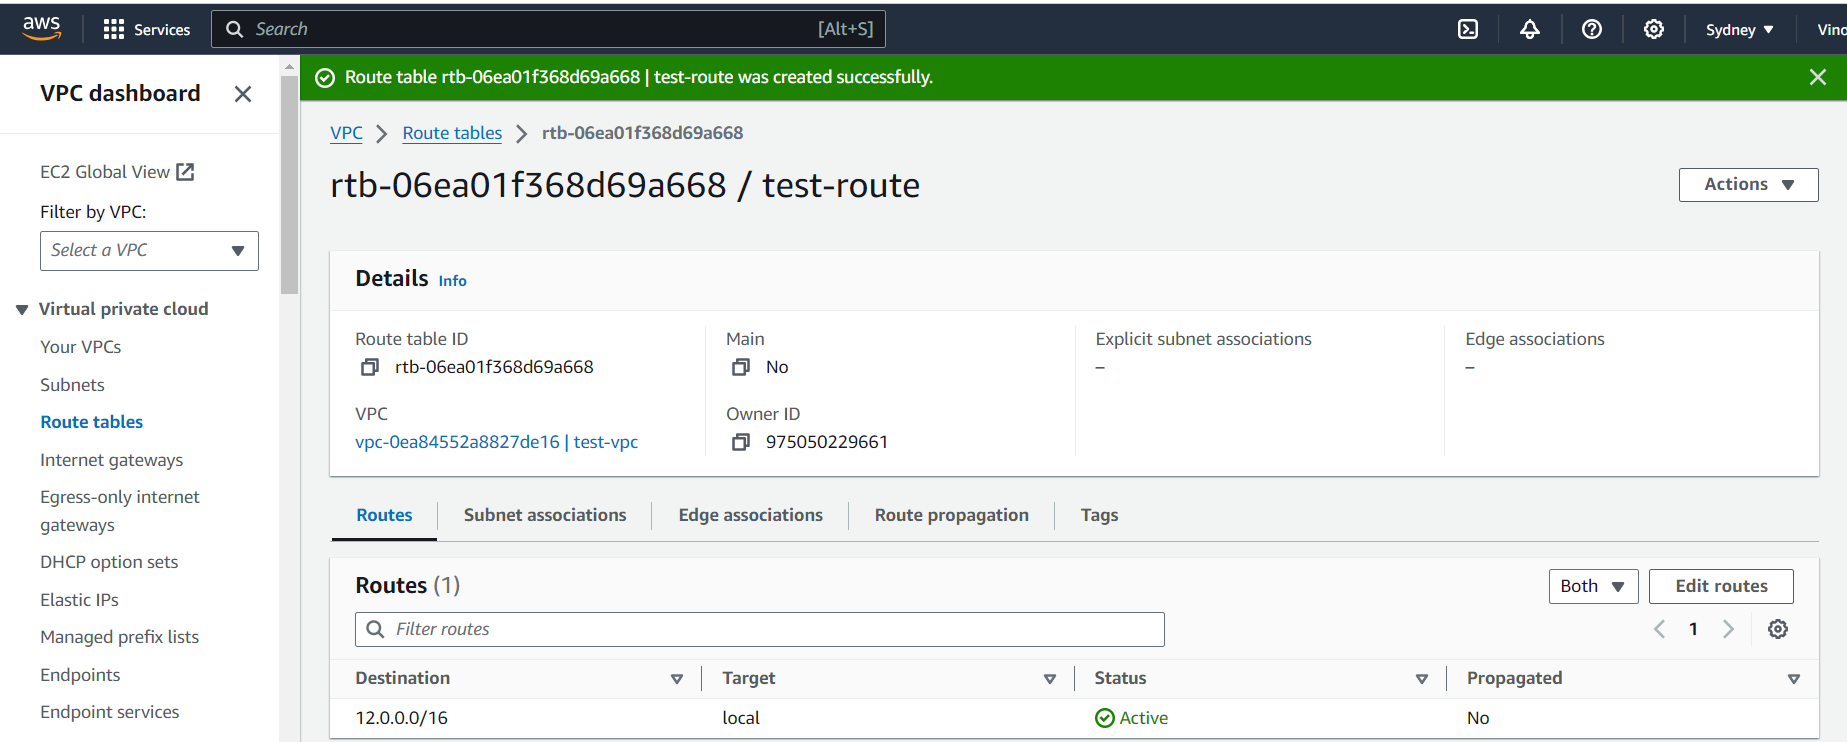 aws
Services
Search
[Alt+S]
Sydney
Vino
VPC dashboard
EC2 Global View
Filter by VPC:
Select a VPC
Virtual private cloud
Your VPCs
Subnets
Route tables
Internet gateways
Egress-only internet
gateways
DHCP option sets
Elastic IPs
Managed prefix lists
Endpoints
Endpoint services
Route table rtb-06ea01f368d69a668 | test-route was created successfully.
VPC
Route tables
rtb-06ea01f368d69a668
rtb-06ea01f368d69a668 / test-route
Actions
Details Info
Route table ID
rtb-06ea01f368d69a668
Main
No
Explicit subnet associations
–
Edge associations
–
VPC
vpc-0ea84552a8827de16 | test-vpc
Owner ID
975050229661
Routes
Subnet associations
Edge associations
Route propagation
Tags
Routes (1)
Both
Edit routes
Filter routes
1
Destination
Target
Status
Propagated
12.0.0.0/16
local
Active
No